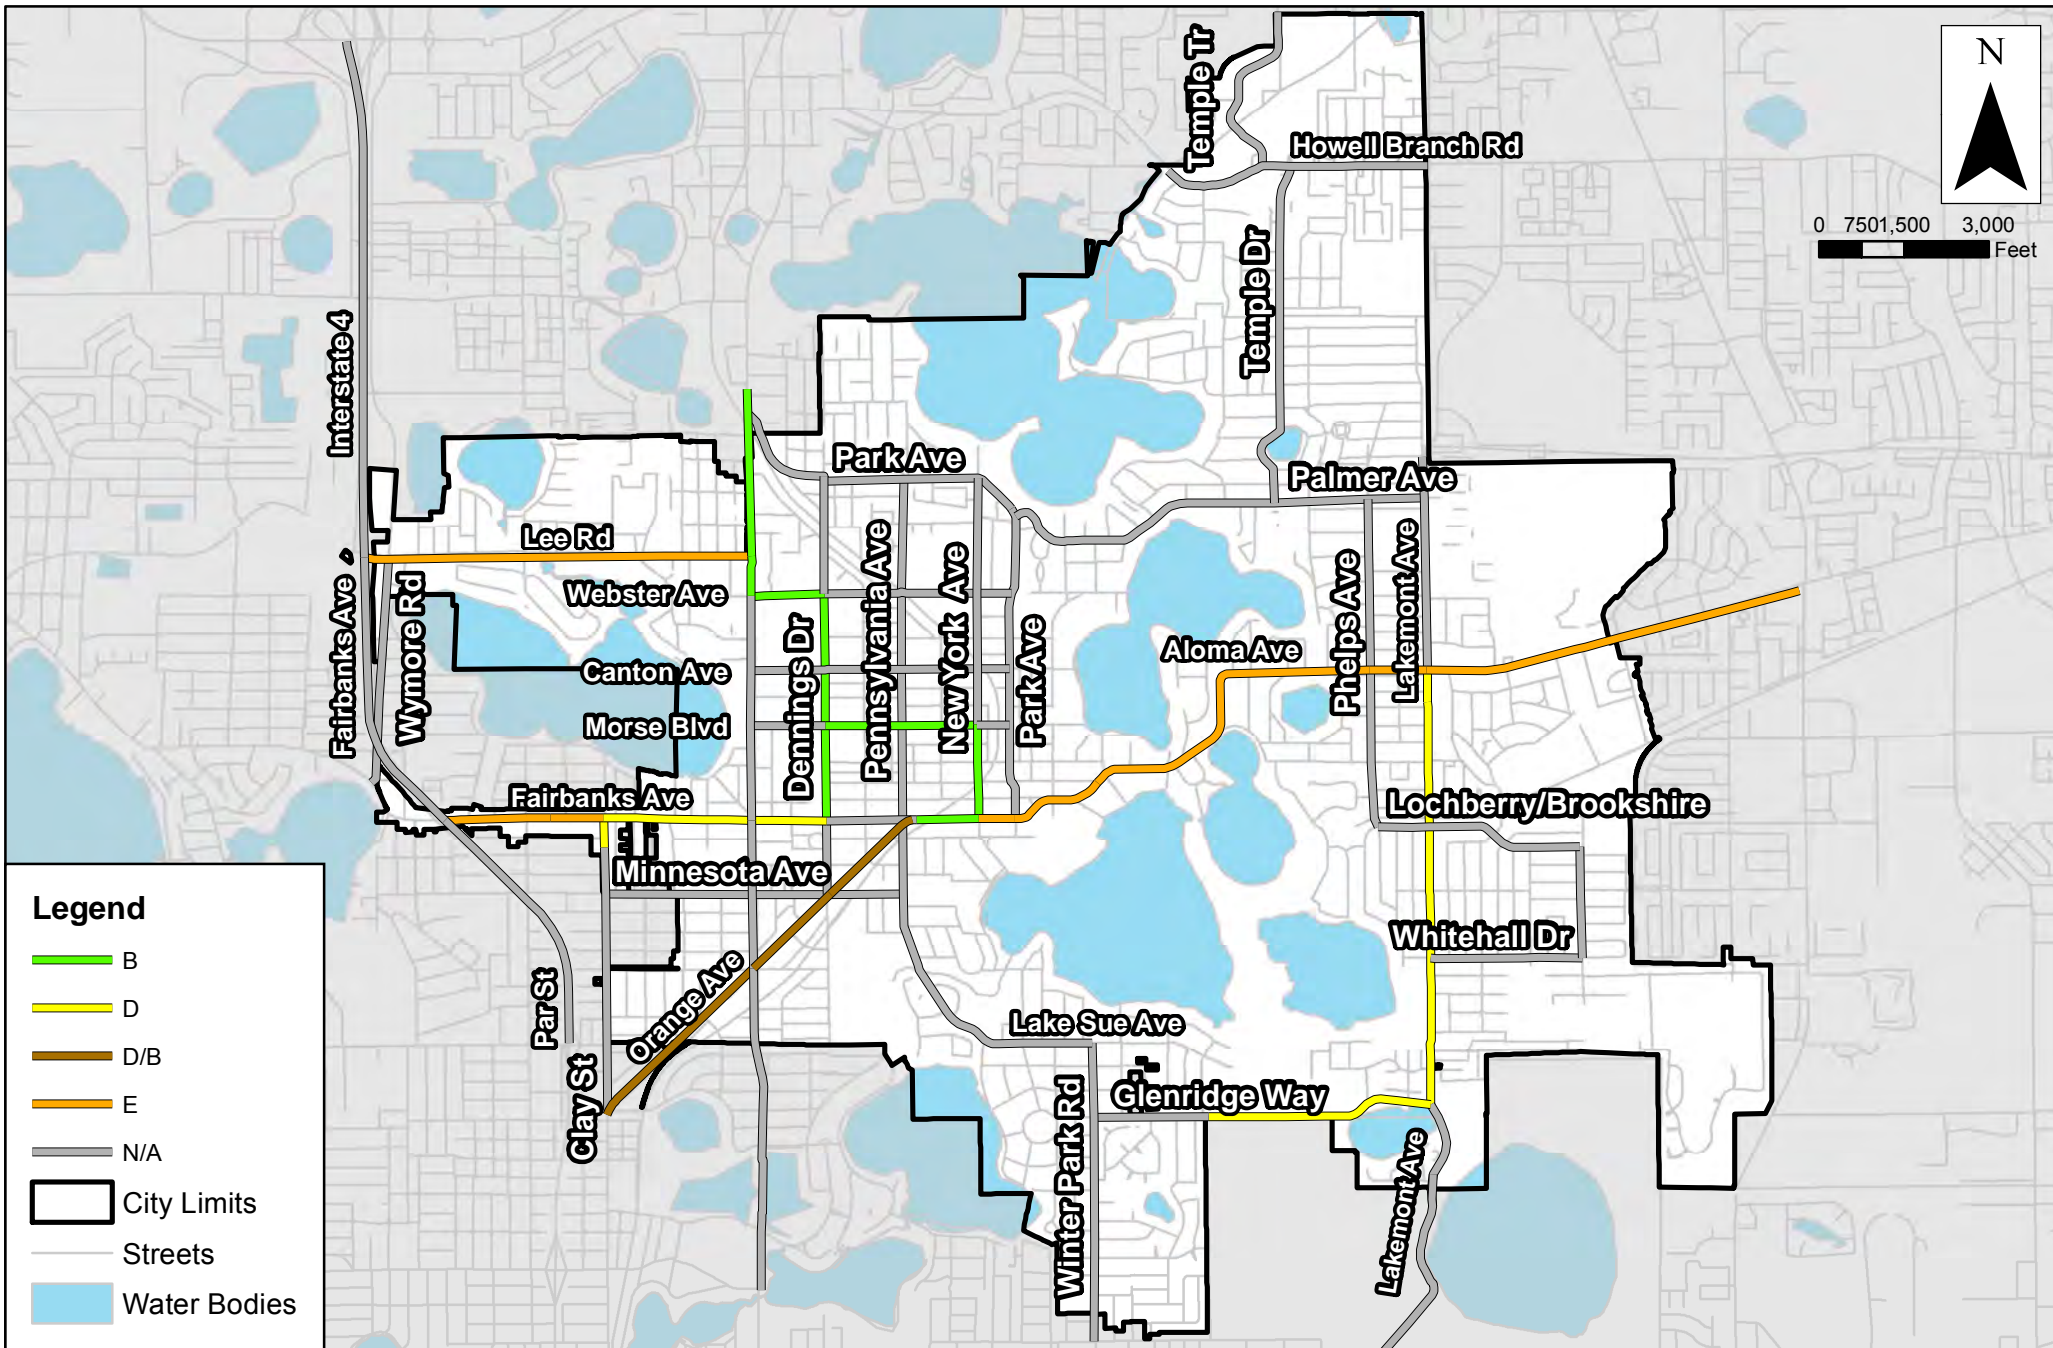 N
0 7501,500 3,000
Feet
Temple Tr
Howell Branch Rd
Temple Dr
Interstate 4
Park Ave
Palmer Ave
Lee Rd
Webster Ave
Fairbanks Ave
Wymore Rd
Pennsylvania Ave
New York Ave
Phelps Ave
Lakemont Ave
Canton Ave
Dennings Dr
Park Ave
Aloma Ave
Morse Blvd
Fairbanks Ave
Lochberry/Brookshire
Minnesota Ave
Whitehall Dr
Orange Ave
Par St
Lake Sue Ave
Clay St
Glenridge Way
Winter Park Rd
Lakemont Ave
Legend
B
D
D/B
E
N/A
City Limits
Streets
Water Bodies